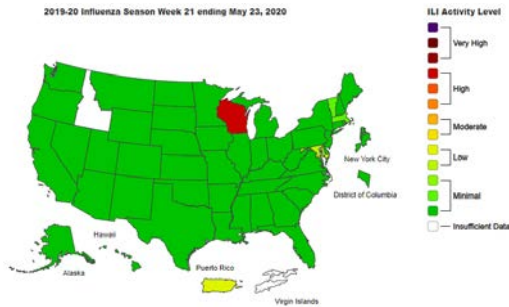 2019-20 Influenza Season Week 21 ending May 23, 2020
ILI Activity Level
Very High
High
Moderate
Low
Minimal
Insufficient Data
New York City
District of Columbia
Hawaii
Alaska
Puerto Rico
Virgin Islands